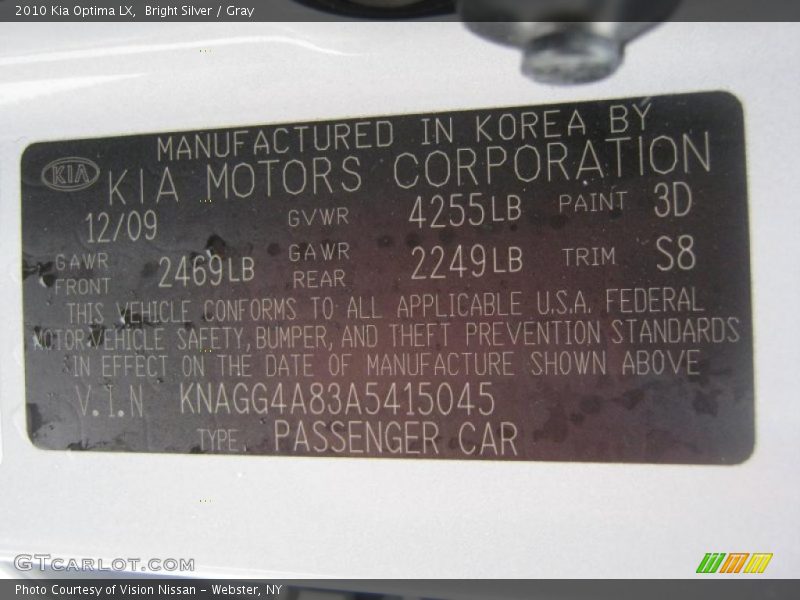 2010 Kia Optima LX,  Bright Silver / Gray
MANUFACTURED IN KOREA BY
KIA KIA MOTORS CORPORATION
12/09 GVWR 4255LB PAINT 3D
GAWR FRONT 2469LB GAWR REAR 2249LB TRIM S8
THIS VEHICLE CONFORMS TO ALL APPLICABLE U.S.A. FEDERAL
MOTOR VEHICLE SAFETY, BUMPER, AND THEFT PREVENTION STANDARDS
IN EFFECT ON THE DATE OF MANUFACTURE SHOWN ABOVE
V.I.N KNAGG4A83A5415045
TYPE PASSENGER CAR
GTCARLOT.COM
Photo Courtesy of Vision Nissan - Webster, NY